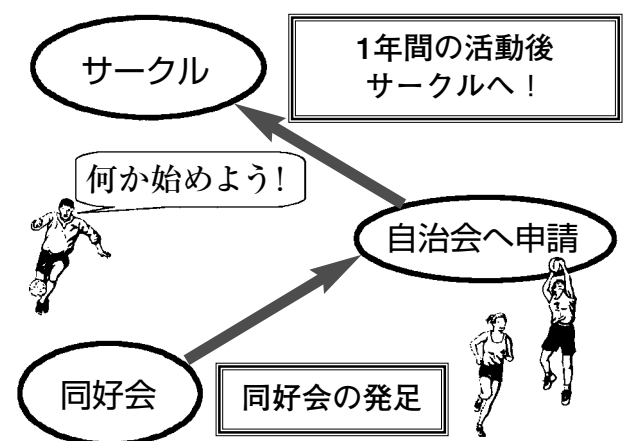 サークル
1年間の活動後
サークルへ！
何か始めよう！
自治会へ申請
同好会
同好会の発足